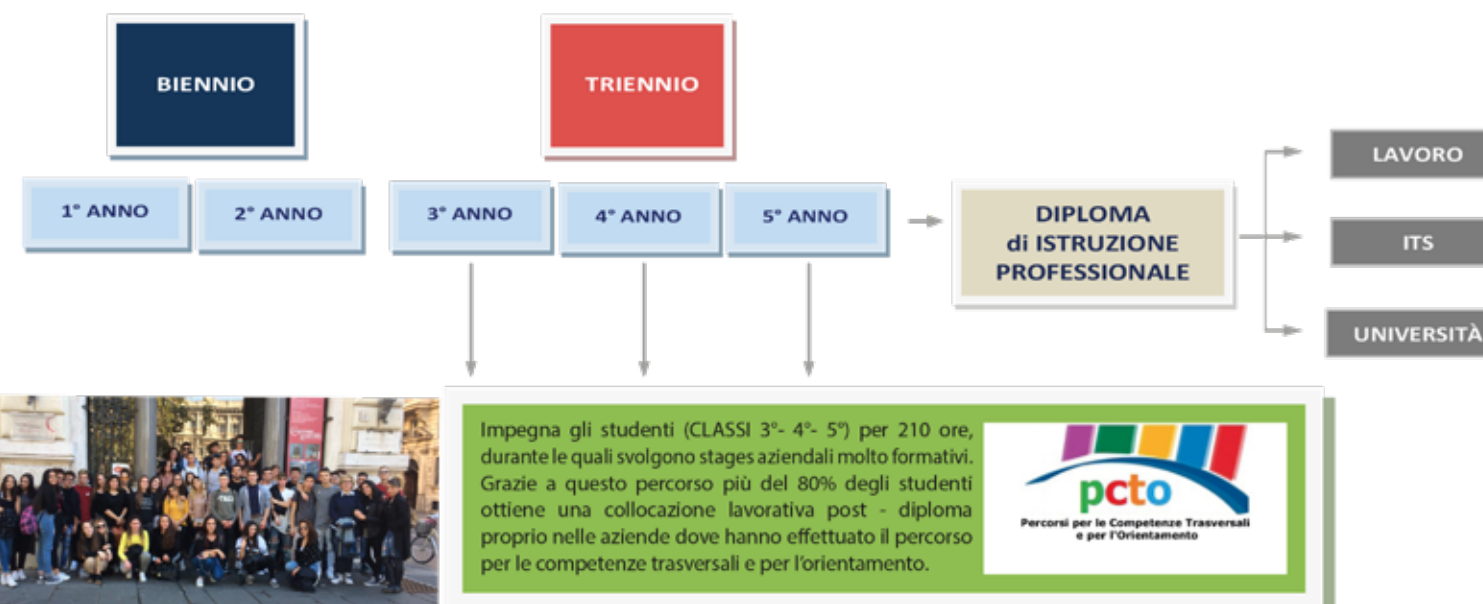 BIENNIO
TRIENNIO
1° ANNO
2° ANNO
3° ANNO
4° ANNO
5° ANNO
DIPLOMA
di ISTRUZIONE
PROFESSIONALE
LAVORO
ITS
UNIVERSITÀ
Impegna gli studenti (CLASSI 3°- 4°- 5°) per 210 ore,
durante le quali svolgono stages aziendali molto formativi.
Grazie a questo percorso più del 80% degli studenti
ottiene una collocazione lavorativa post - diploma
proprio nelle aziende dove hanno effettuato il percorso
per le competenze trasversali e per l'orientamento.
pcto
Percorsi per le Competenze Trasversali
e per l'Orientamento